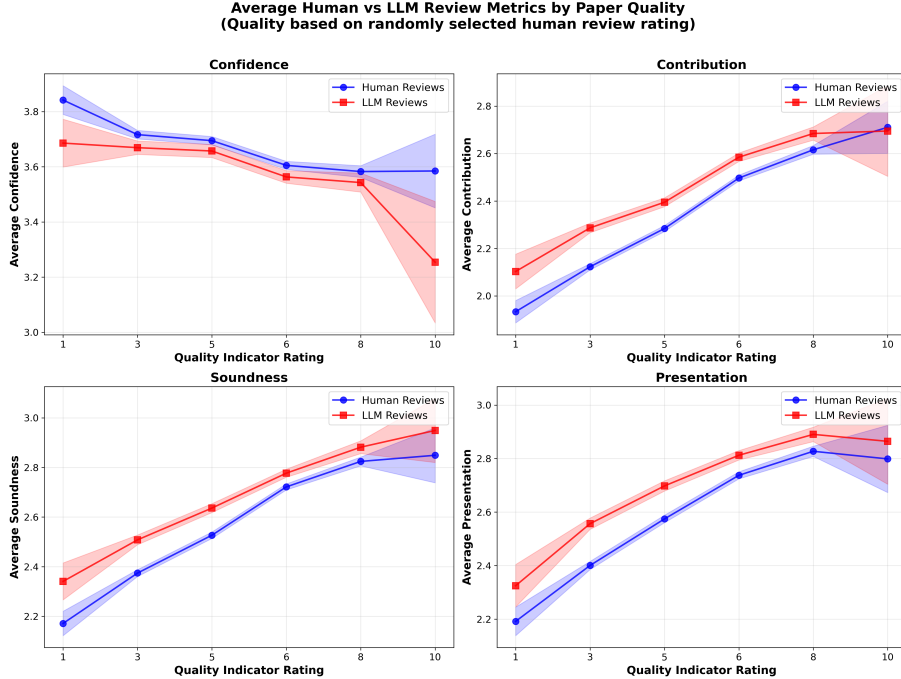 Average Human vs LLM Review Metrics by Paper Quality
(Quality based on randomly selected human review rating)
Confidence
Human Reviews
LLM Reviews
3.8
3.6
3.4
3.2
3.0
Average Confidence
1 3 5 6 8 10
Quality Indicator Rating
Contribution
Human Reviews
LLM Reviews
2.8
2.6
2.4
2.2
2.0
Average Contribution
1 3 5 6 8 10
Quality Indicator Rating
Soundness
Human Reviews
LLM Reviews
3.0
2.8
2.6
2.4
2.2
Average Soundness
1 3 5 6 8 10
Quality Indicator Rating
Presentation
Human Reviews
LLM Reviews
3.0
2.8
2.6
2.4
2.2
Average Presentation
1 3 5 6 8 10
Quality Indicator Rating